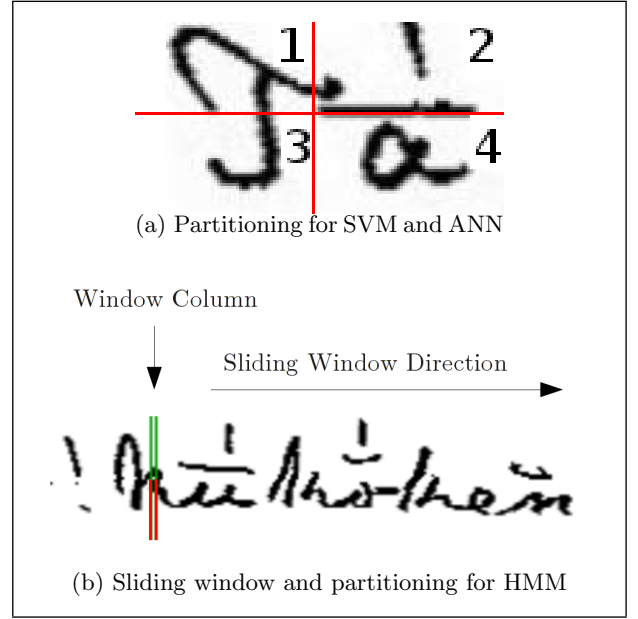 1
2
3
4
(a) Partitioning for SVM and ANN
Window Column
Sliding Window Direction
(b) Sliding window and partitioning for HMM